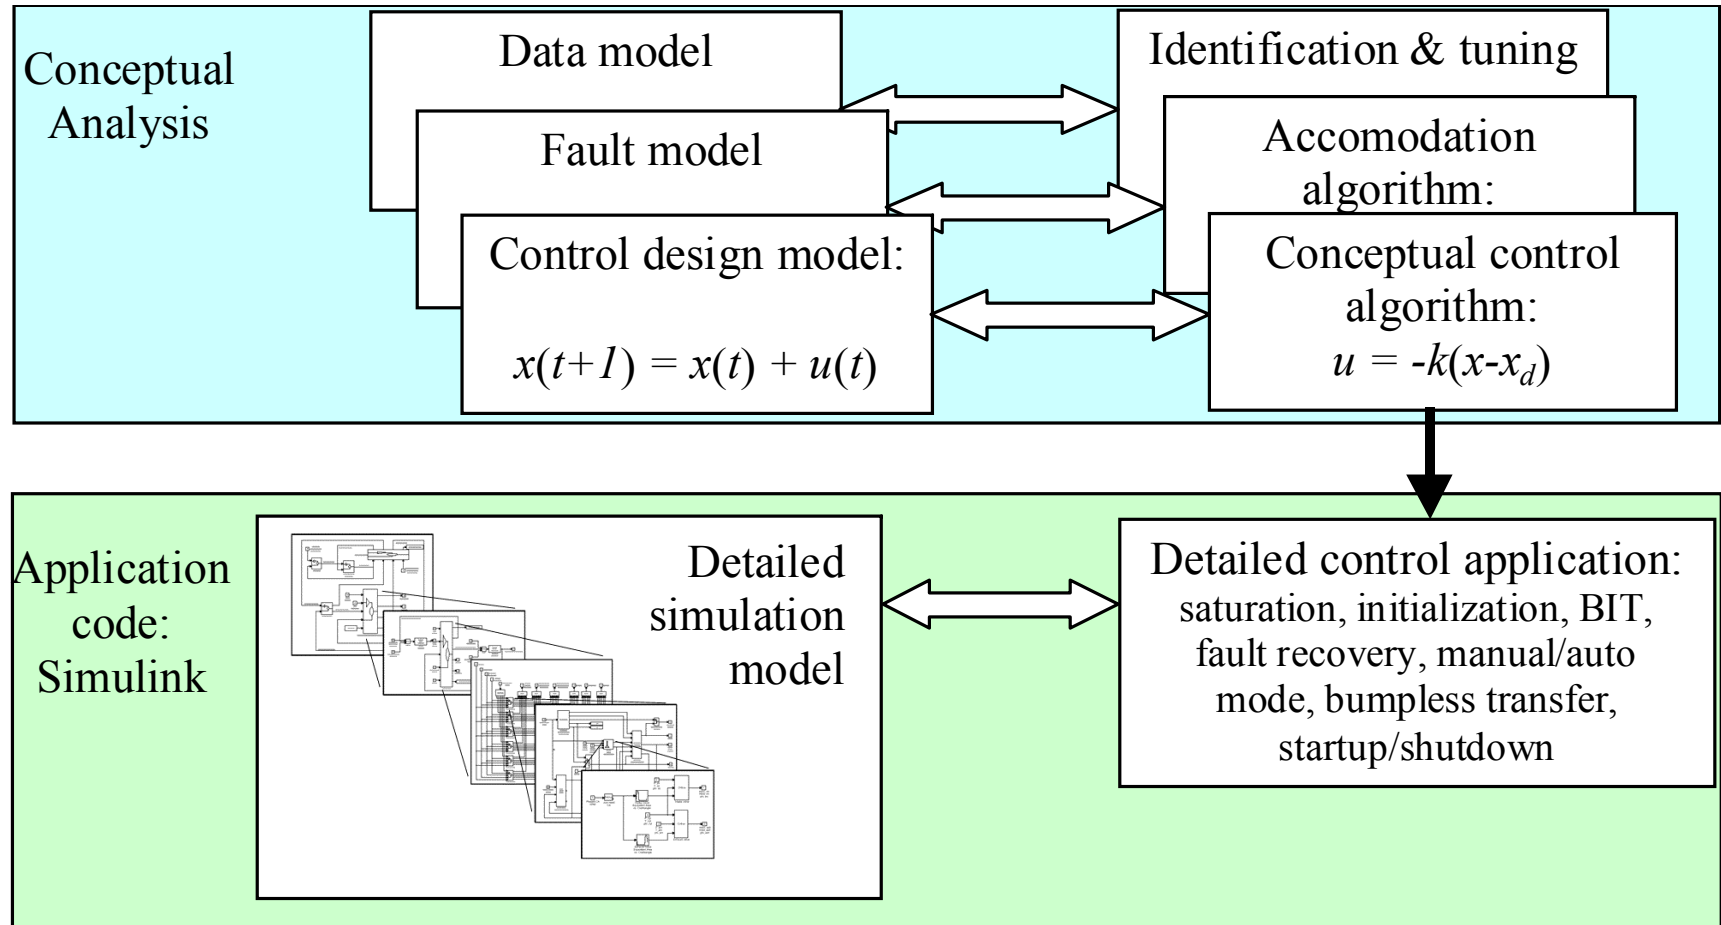 Conceptual
Analysis
Data model
Fault model
Control design model:
x(t+1) = x(t) + u(t)
Identification & tuning
Accomodation
algorithm:
Conceptual control
algorithm:
u = -k(x-x_d)
Application
code:
Simulink
Detailed
simulation
model
Detailed control application:
saturation, initialization, BIT,
fault recovery, manual/auto
mode, bumpless transfer,
startup/shutdown